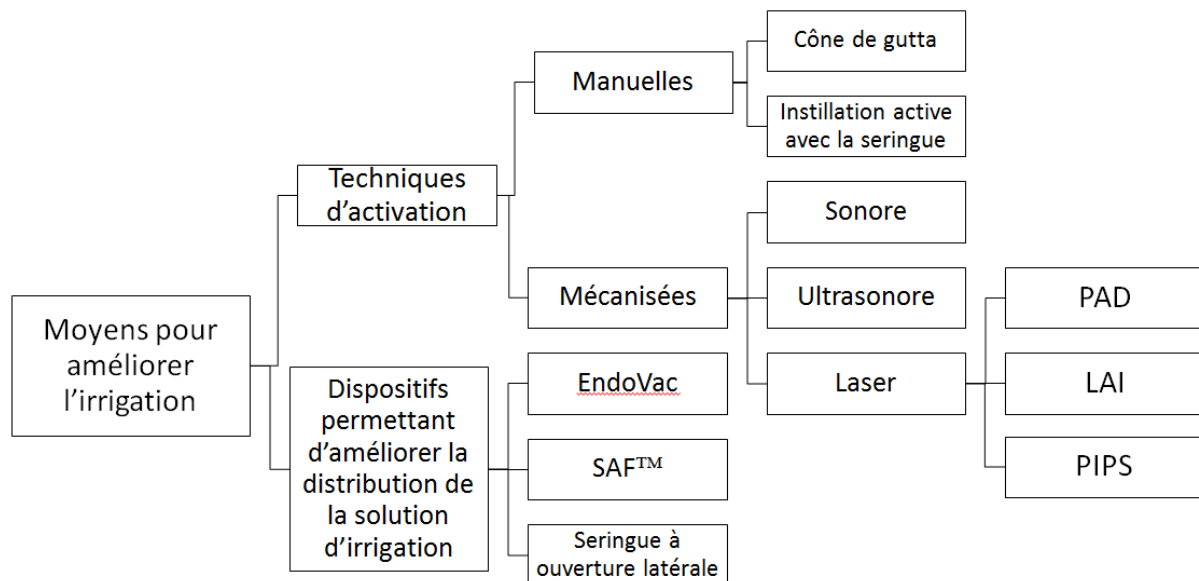 Moyens pour
améliorer
l’irrigation
Techniques
d’activation
Manuelles
Cône de gutta
Instillation active
avec la seringue
Mécanisées
Sonore
Ultrasonore
Laser
PAD
LAI
PIPS
Dispositifs
permettant
d’améliorer la
distribution de
la solution
d’irrigation
EndoVac
SAF™
Seringue à
ouverture latérale